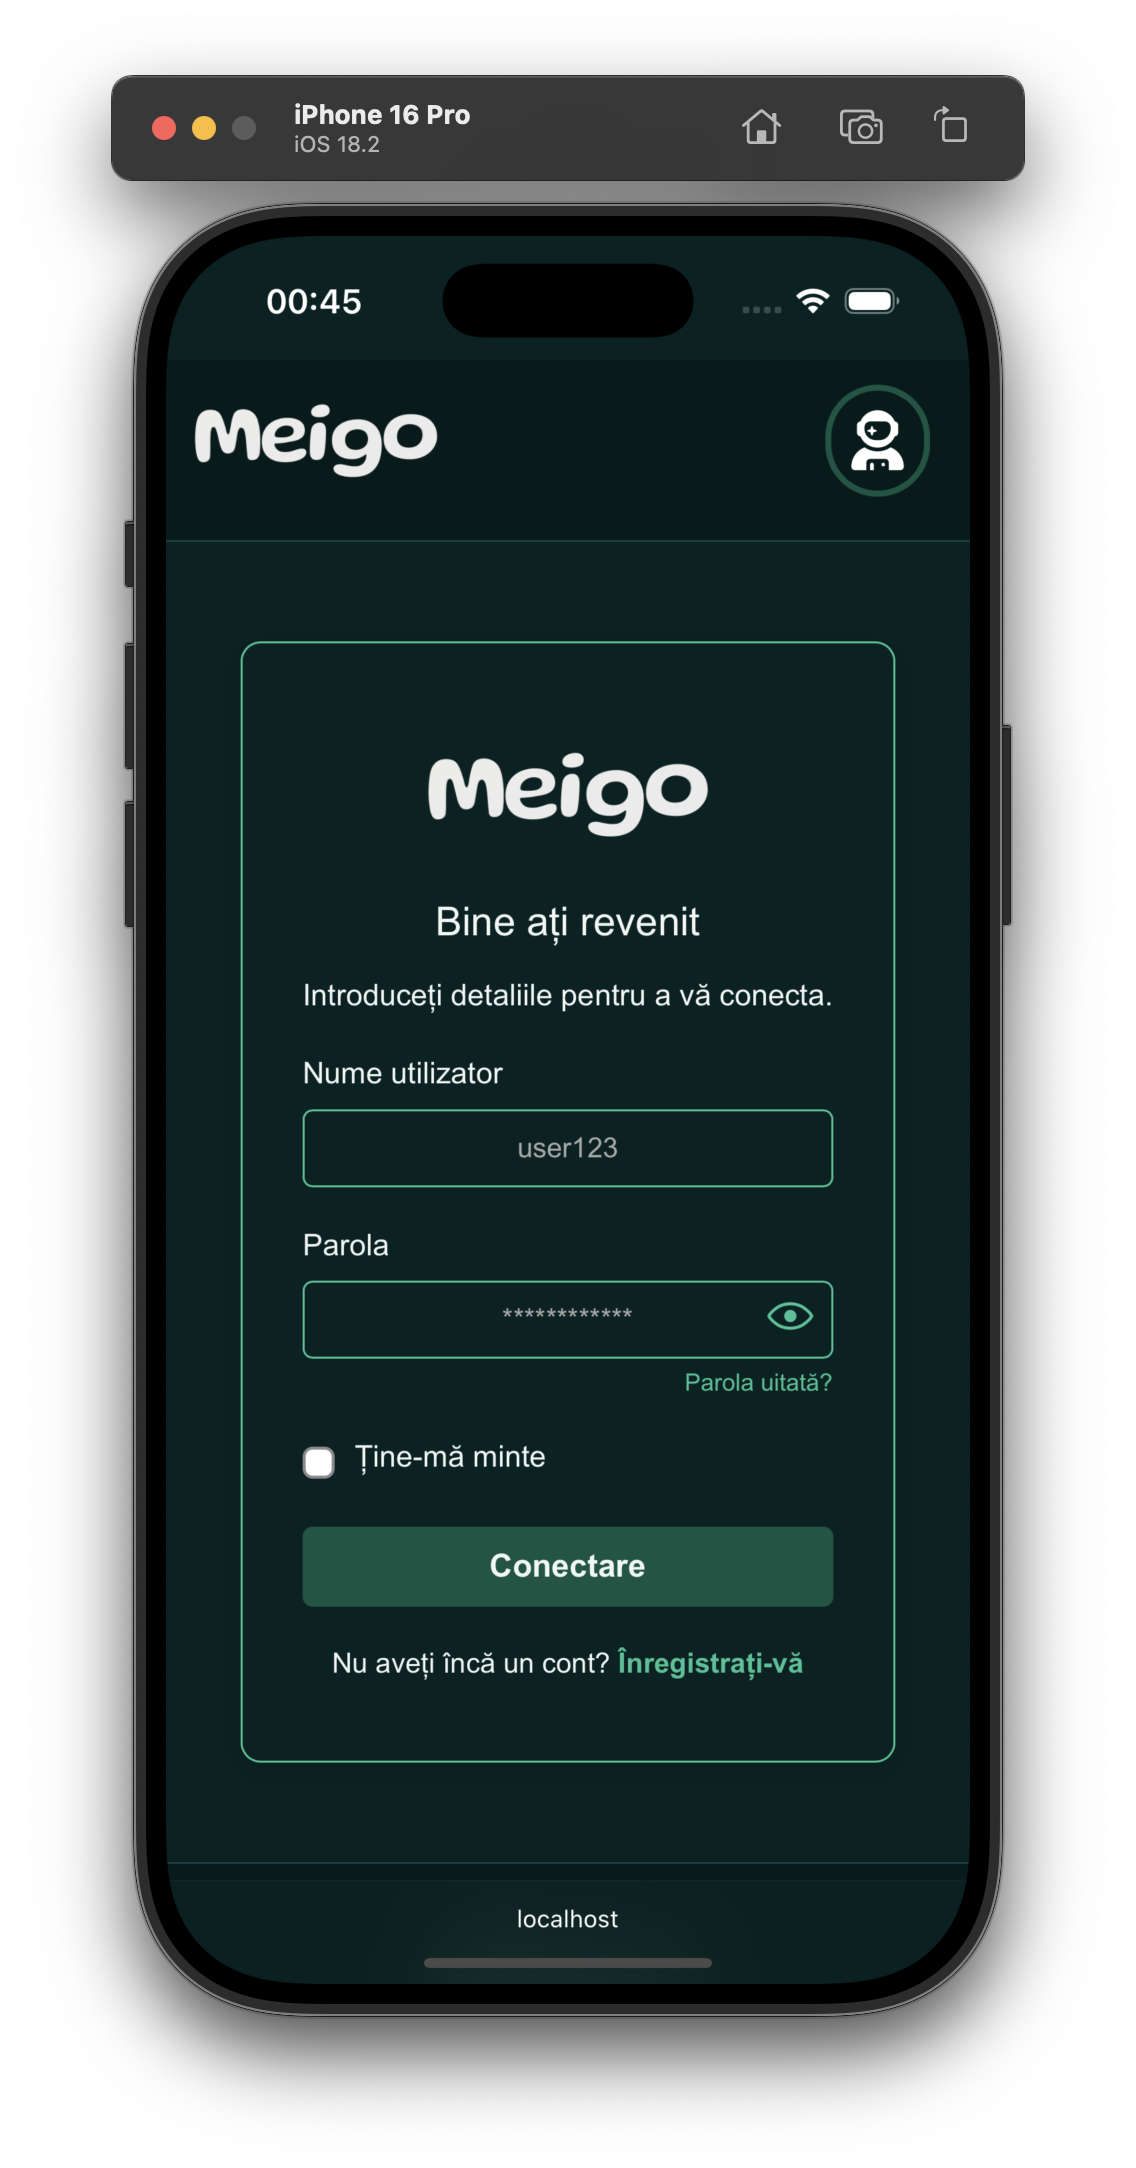 iPhone 16 Pro
iOS 18.2
00:45
Meigo
Meigo
Bine ați revenit
Introduceți detaliile pentru a vă conecta.
Nume utilizator
user123
Parola
************
Parola uitată?
Ține-mă minte
Conectare
Nu aveți încă un cont? Înregistrați-vă
localhost